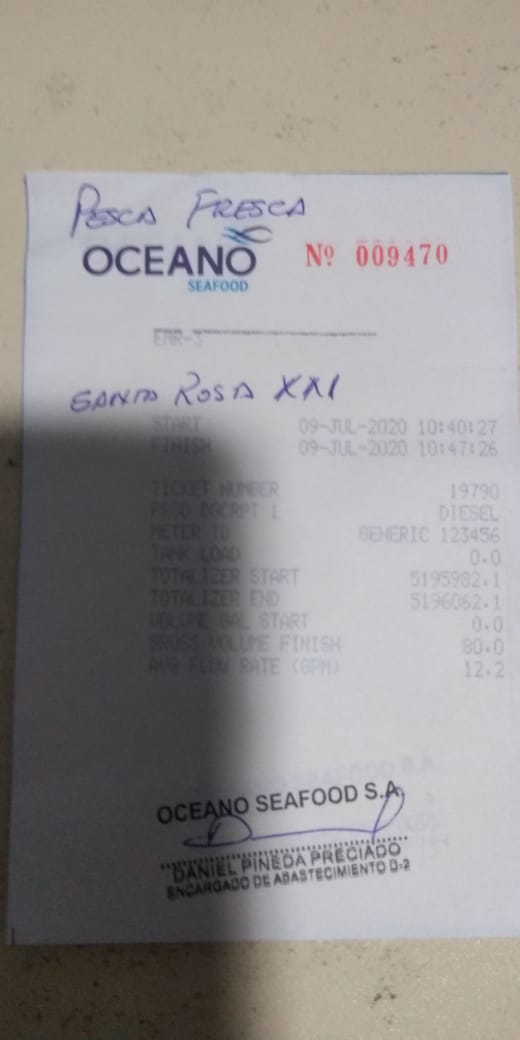 PESCA FRESCA
OCEANO
SEAFOOD
Nº 009470
EMR-3
SANTA ROSA XXI
START 09-JUL-2020 10:40:27
FINISH 09-JUL-2020 10:47:26
TICKET NUMBER 19790
PROD DSCRPT 1 DIESEL
METER ID GENERIC 123456
TANK LOAD 0.0
TOTALIZER START 5195982.1
TOTALIZER END 5196062.1
VOLUME BAL START 0.0
GROSS VOLUME FINISH 80.0
AVG FLOW RATE (GPM) 12.2
OCEANO SEAFOOD S.A.
DANIEL PINEDA PRECIADO
ENCARGADO DE ABASTECIMIENTO D-2